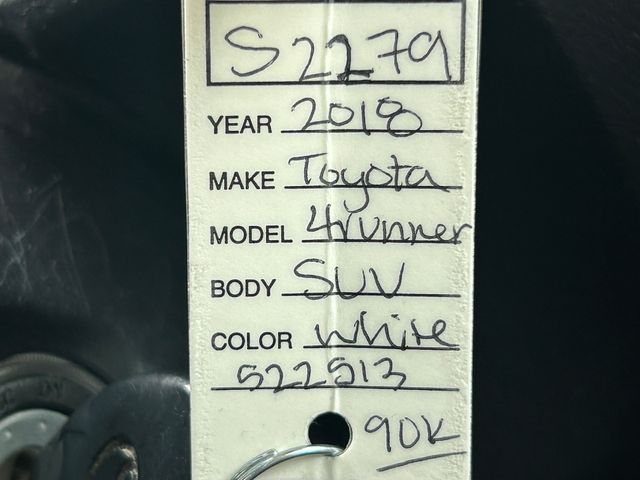 S2279
YEAR 2018
MAKE Toyota
MODEL 4runner
BODY SUV
COLOR White
522513
90K